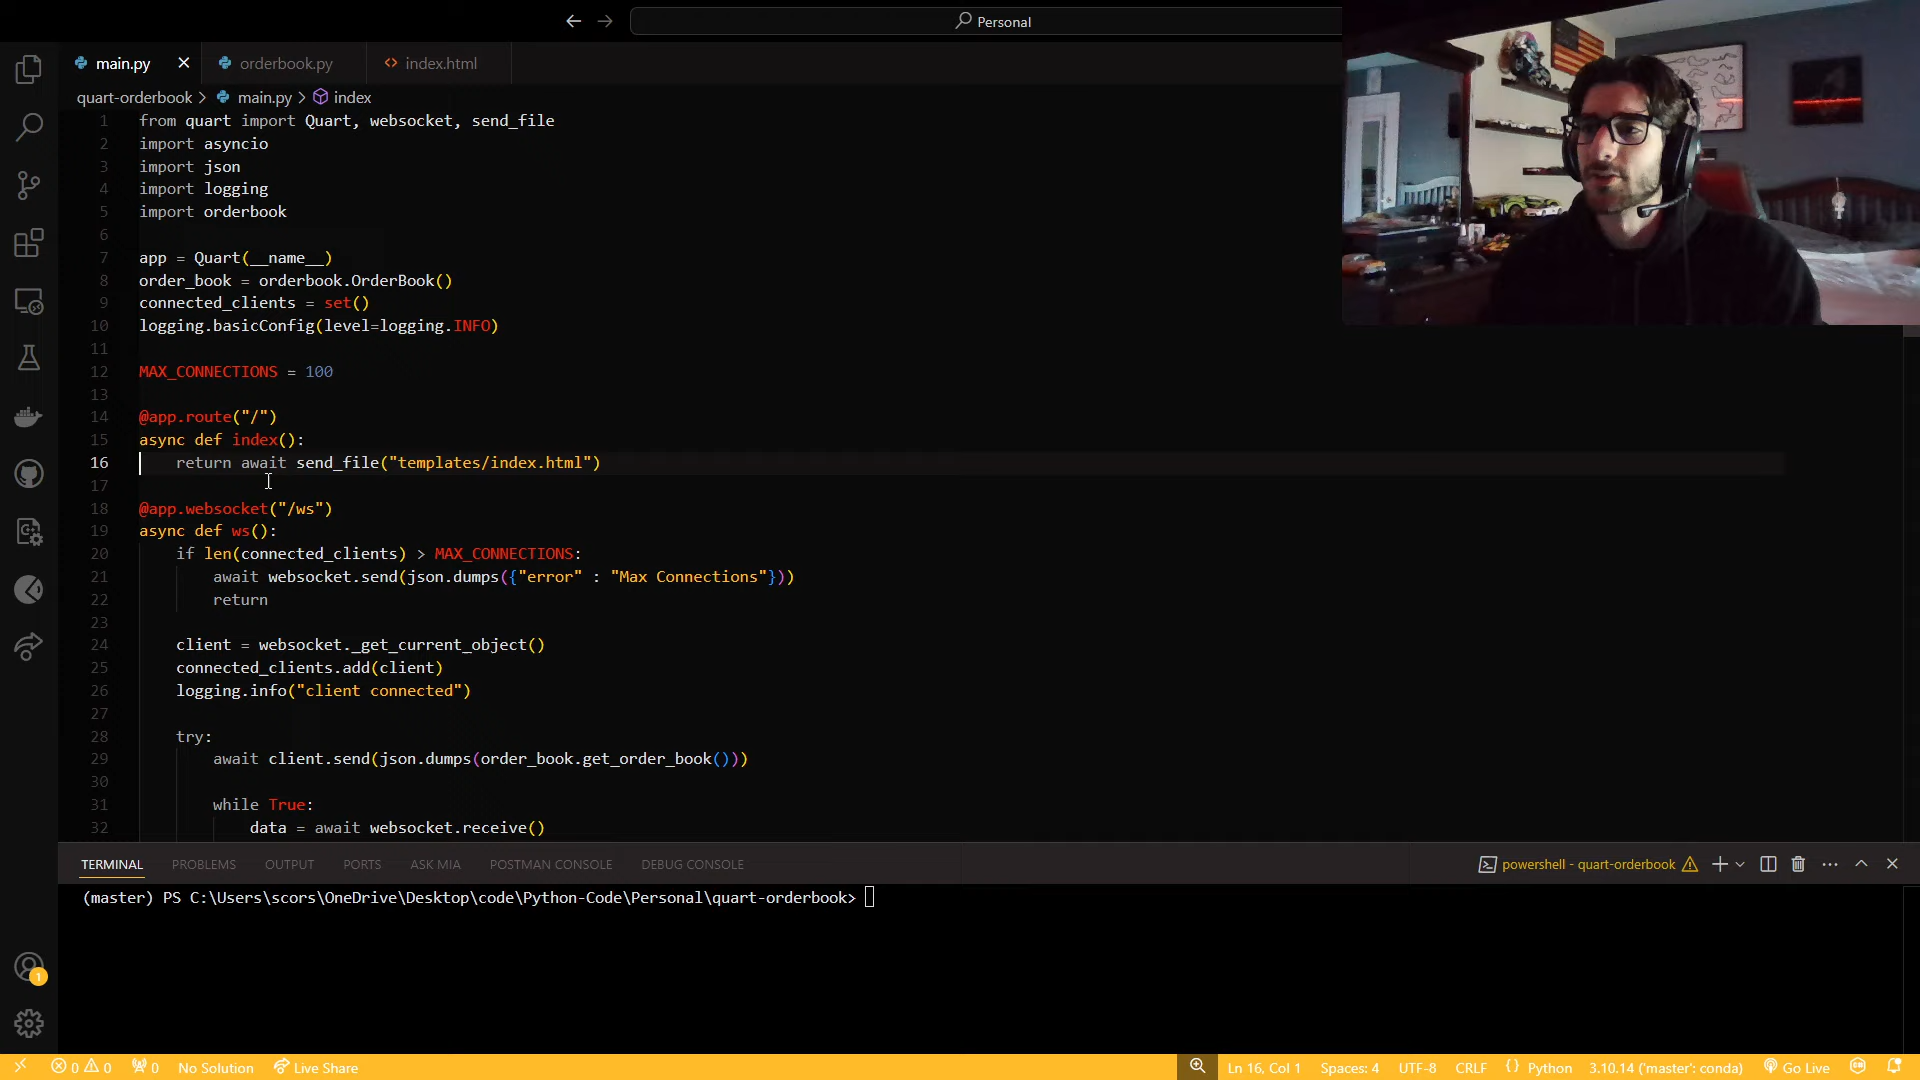 Personal
main.py
orderbook.py
index.html
quart-orderbook > main.py > index
1 from quart import Quart, websocket, send_file
2 import asyncio
3 import json
4 import logging
5 import orderbook
6
7 app = Quart(__name__)
8 order_book = orderbook.OrderBook()
9 connected_clients = set()
10 logging.basicConfig(level=logging.INFO)
11
12 MAX_CONNECTIONS = 100
13
14 @app.route("/")
15 async def index():
16     return await send_file("templates/index.html")
17
18 @app.websocket("/ws")
19 async def ws():
20     if len(connected_clients) > MAX_CONNECTIONS:
21         await websocket.send(json.dumps({"error" : "Max Connections"}))
22         return
23
24     client = websocket._get_current_object()
25     connected_clients.add(client)
26     logging.info("client connected")
27
28     try:
29         await client.send(json.dumps(order_book.get_order_book()))
30
31         while True:
32             data = await websocket.receive()
TERMINAL PROBLEMS OUTPUT PORTS ASK MIA POSTMAN CONSOLE DEBUG CONSOLE powershell - quart-orderbook
(master) PS C:\Users\scors\OneDrive\Desktop\code\Python-Code\Personal\quart-orderbook>
1
0 0 0 No Solution Live Share Ln 16, Col 1 Spaces: 4 UTF-8 CRLF Python 3.10.14 ('master': conda) Go Live